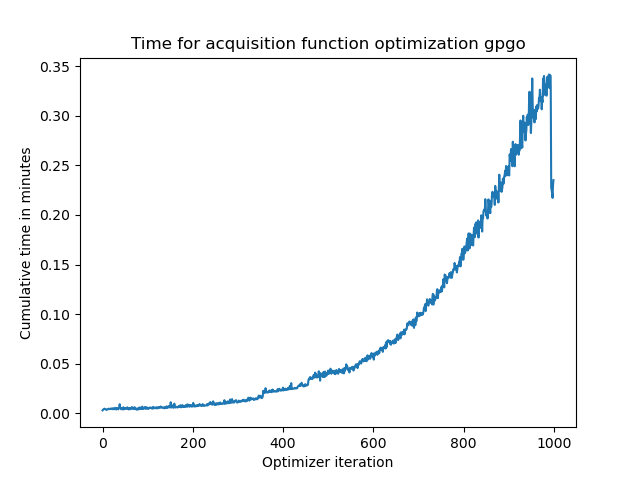 Time for acquisition function optimization gpgo
0.35
0.30
0.25
0.20
0.15
0.10
0.05
0.00
Cumulative time in minutes
0 200 400 600 800 1000
Optimizer iteration